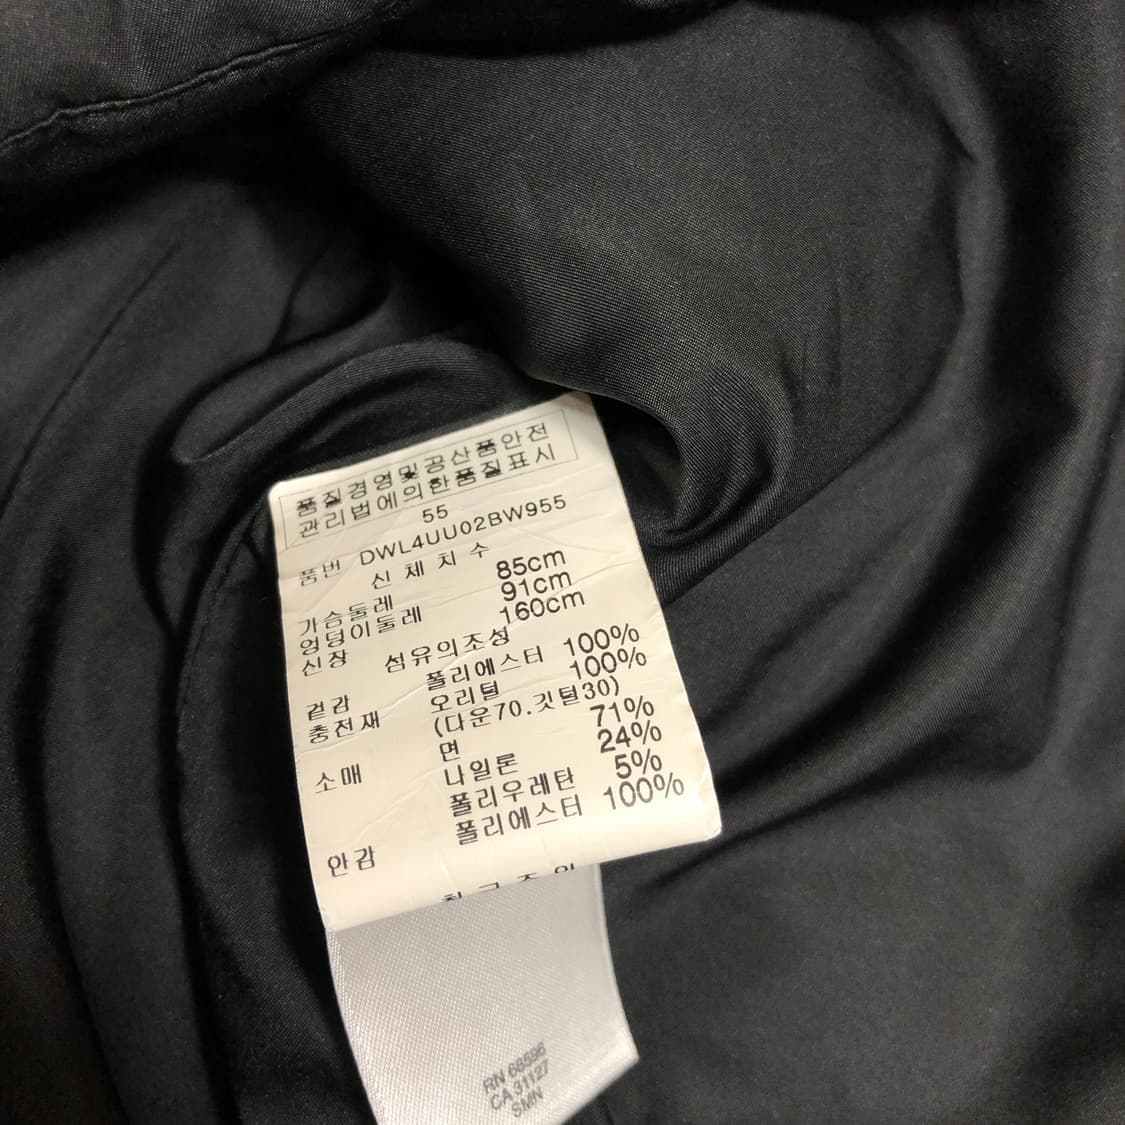 품질경영및공산품안전
관리법에의한품질표시
55
품번 DWL4UU02BW955
신체치수
가슴둘레 85cm
엉덩이둘레 91cm
신장 160cm
섬유의조성
겉감 폴리에스터 100%
충전재 오리털 100%
(다운70.깃털30)
소매 면 71%
나일론 24%
폴리우레탄 5%
안감 폴리에스터 100%
RN 68596
CA 31127
SMN